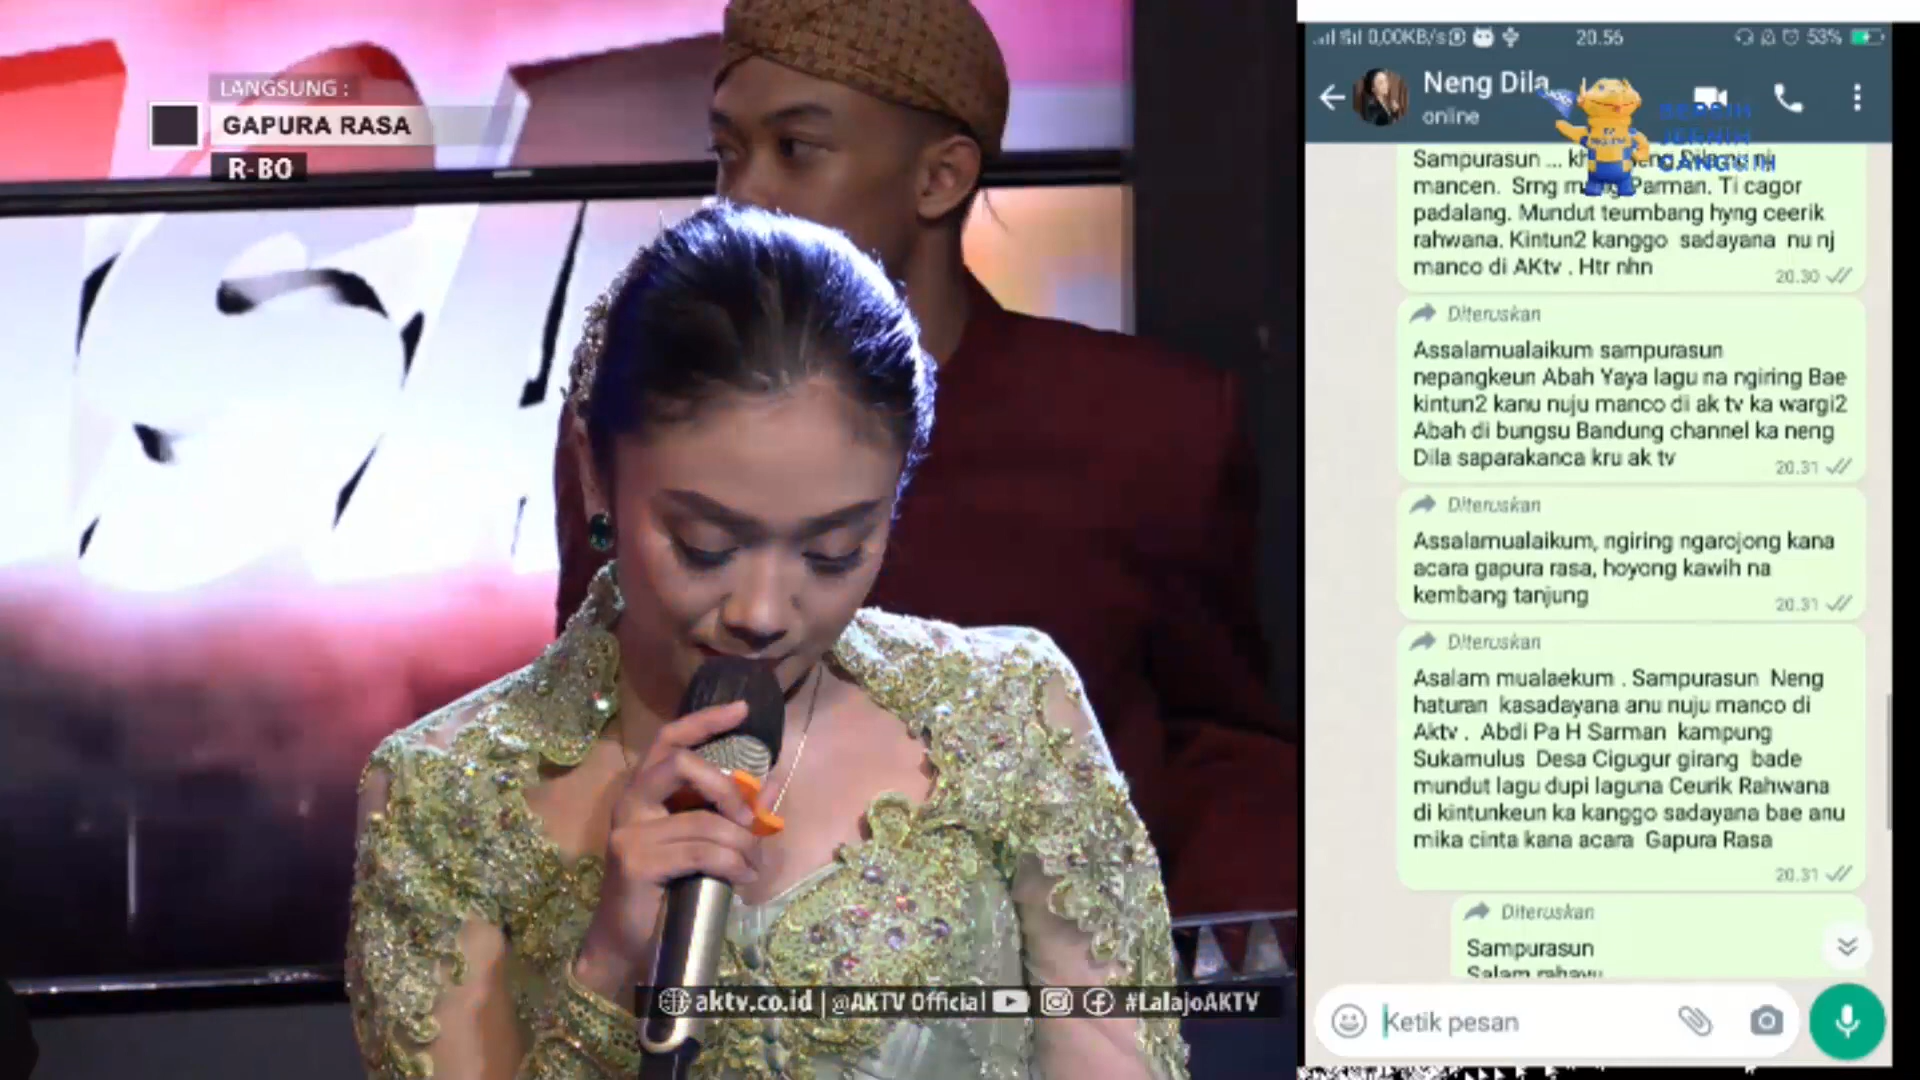 LANGSUNG :
GAPURA RASA
R-BO
aktv.co.id | @AKTV Official #LalajoAKTV
0,00KB/s 20.56 53%
Neng Dila
online
BERSIH
JERNIH
CANGGIH
Sampurasun ...
mancen. Srng Parman. Ti cagor
padalang. Mundut teumbang hyng ceerik
rahwana. Kintun2 kanggo sadayana nu nj
manco di AKtv . Htr nhn
20.30
Diteruskan
Assalamualaikum sampurasun
nepangkeun Abah Yaya lagu na ngiring Bae
kintun2 kanu nuju manco di ak tv ka wargi2
Abah di bungsu Bandung channel ka neng
Dila saparakanca kru ak tv
20.31
Diteruskan
Assalamualaikum, ngiring ngarojong kana
acara gapura rasa, hoyong kawih na
kembang tanjung
20.31
Diteruskan
Asalam mualaekum . Sampurasun Neng
haturan kasadayana anu nuju manco di
Aktv . Abdi Pa H Sarman kampung
Sukamulus Desa Cigugur girang bade
mundut lagu dupi laguna Ceurik Rahwana
di kintunkeun ka kanggo sadayana bae anu
mika cinta kana acara Gapura Rasa
20.31
Diteruskan
Sampurasun
Salam rahayu
Ketik pesan